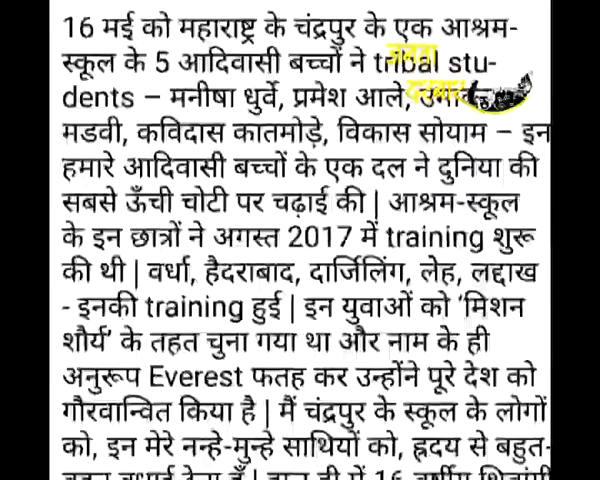 16 मई को महाराष्ट्र के चंद्रपुर के एक आश्रम-
स्कूल के 5 आदिवासी बच्चों ने tribal stu-
dents – मनीषा धुर्वे, प्रमेश आले,
मडवी, कविदास कातमोड़े, विकास सोयाम – इन
हमारे आदिवासी बच्चों के एक दल ने दुनिया की
सबसे ऊँची चोटी पर चढ़ाई की | आश्रम-स्कूल
के इन छात्रों ने अगस्त 2017 में training शुरू
की थी | वर्धा, हैदराबाद, दार्जिलिंग, लेह, लद्दाख
- इनकी training हुई | इन युवाओं को 'मिशन
शौर्य' के तहत चुना गया था और नाम के ही
अनुरूप Everest फतह कर उन्होंने पूरे देश को
गौरवान्वित किया है | मैं चंद्रपुर के स्कूल के लोगों
को, इन मेरे नन्हे-मुन्हे साथियों को, ह्रदय से बहुत-